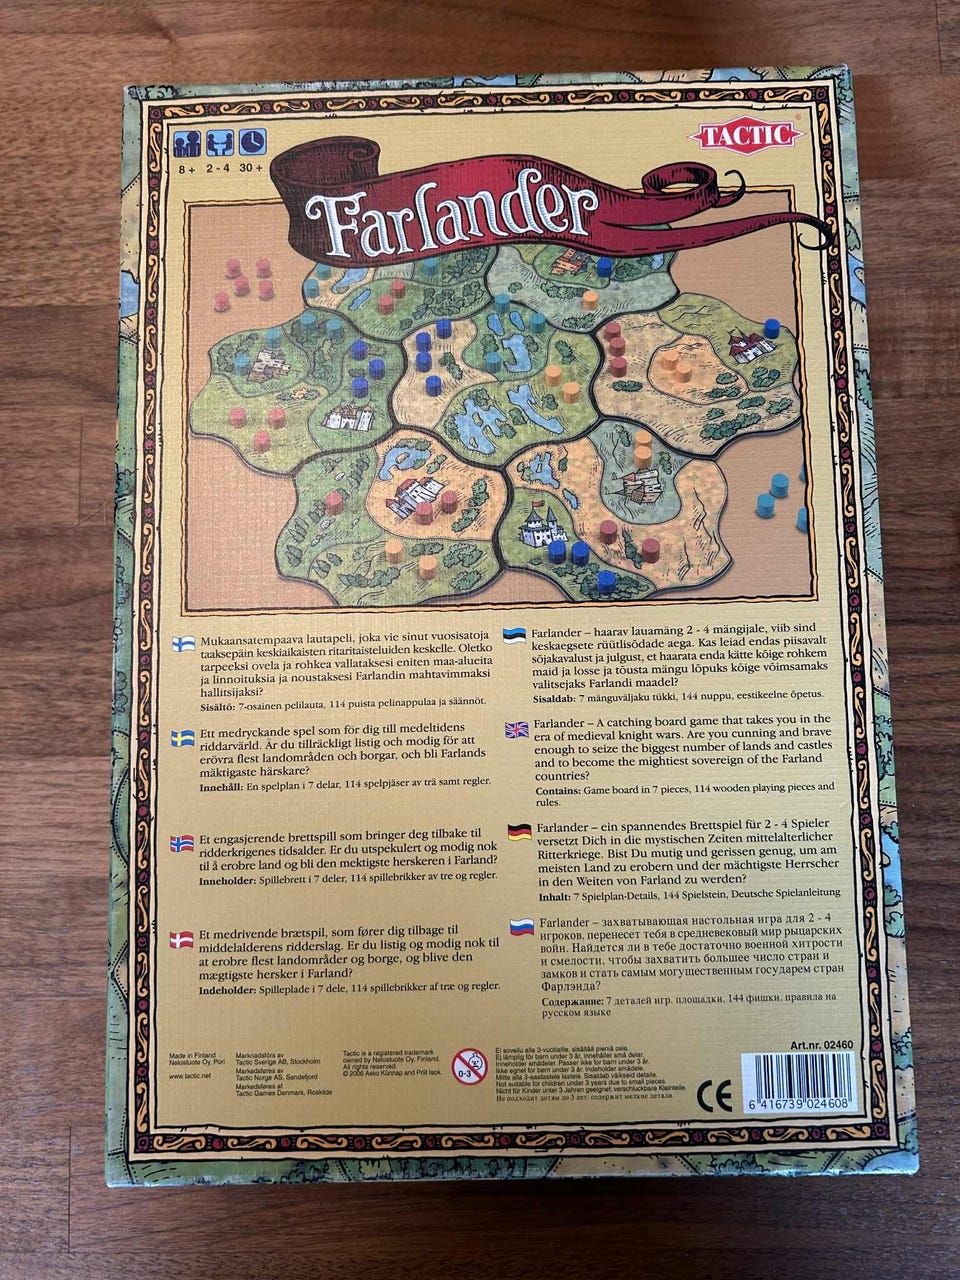 8+ 2 - 4 30 +
TACTIC
Farlander
Mukaansatempaava lautapeli, joka vie sinut vuosisatoja
taaksepäin keskiaikaisten ritaritaisteluiden keskelle. Oletko
tarpeeksi ovela ja rohkea vallataksesi eniten maa-alueita
ja linnoituksia ja noustaksesi Farlandin mahtavimmaksi
hallitsijaksi?
Sisältö: 7-osainen pelilauta, 114 puista pelinappulaa ja säännöt.
Ett medryckande spel som för dig till medeltidens
riddarvärld. Är du tillräckligt listig och modig för att
erövra flest landområden och borgar, och bli Farlands
mäktigaste härskare?
Innehåll: En spelplan i 7 delar, 114 spelpjäser av trä samt regler.
Et engasjerende brettspill som bringer deg tilbake til
ridderkrigenes tidsalder. Er du utspekulert og modig nok
til å erobre land og bli den mektigste herskeren i Farland?
Inneholder: Spillebrett i 7 deler, 114 spillebrikker av tre og regler.
Et medrivende brætspil, som fører dig tilbage til
middelalderens ridderslag. Er du listig og modig nok til
at erobre flest landområder og borge, og blive den
mægtigste hersker i Farland?
Indeholder: Spilleplade i 7 dele, 114 spillebrikker af træ og regler.
Farlander – haarav lauamäng 2 - 4 mängijale, viib sind
keskaegsete rüütlisõdade aega. Kas leiad endas piisavalt
sõjakavalust ja julgust, et haarata enda kätte kõige rohkem
maid ja losse ja tõusta mängu lõpuks kõige võimsamaks
valitsejaks Farlandi maadel?
Sisaldab: 7 mänguväljaku tükki, 144 nuppu, eestikeelne õpetus.
Farlander – A catching board game that takes you in the
era of medieval knight wars. Are you cunning and brave
enough to seize the biggest number of lands and castles
and to become the mightiest sovereign of the Farland
countries?
Contains: Game board in 7 pieces, 114 wooden playing pieces and
rules.
Farlander – ein spannendes Brettspiel für 2 - 4 Spieler
versetzt Dich in die mystischen Zeiten mittelalterlicher
Ritterkriege. Bist Du mutig und gerissen genug, um am
meisten Land zu erobern und der mächtigste Herrscher
in den Weiten von Farland zu werden?
Inhalt: 7 Spielplan-Details, 144 Spielstein, Deutsche Spielanleitung
Farlander – захватывающая настольная игра для 2 - 4
игроков, перенесет тебя в средневековый мир рыцарских
войн. Найдется ли в тебе достаточно военной хитрости
и смелости, чтобы захватить большее число стран и
замков и стать самым могущественным государем стран
Фарлэнда?
Содержание: 7 деталей игр. площадки, 144 фишки, правила на
русском языке
Made in Finland
Nelostuote Oy, Pori
www.tactic.net
Marknadsförs av
Tactic Sverige AB, Stockholm
Markedsføres av
Tactic Norge AS, Sandefjord
Markedsføres af
Tactic Games Denmark, Roskilde
Tactic is a registered trademark
owned by Nelostuote Oy, Finland.
All rights reserved.
© 2006 Asko Künnap and Priit Isok.
0-3
Ei sovellu alle 3-vuotiaille, sisältää pieniä osia.
Ej lämplig för barn under 3 år, innehåller små delar.
Inneholder smådeler. Passer ikke for barn under 3 år.
Ikke egnet for børn under 3 år. Indeholder smådele.
Mitte alla 3-aastastele lastele. Sisaldab väikseid detaile.
Not suitable for children under 3 years due to small pieces.
Nicht für Kinder unter 3 Jahren geeignet: verschluckbare Kleinteile.
Не подходит детям до 3 лет: содержит мелкие детали.
CE
Art.nr. 02460
6 416739 024608